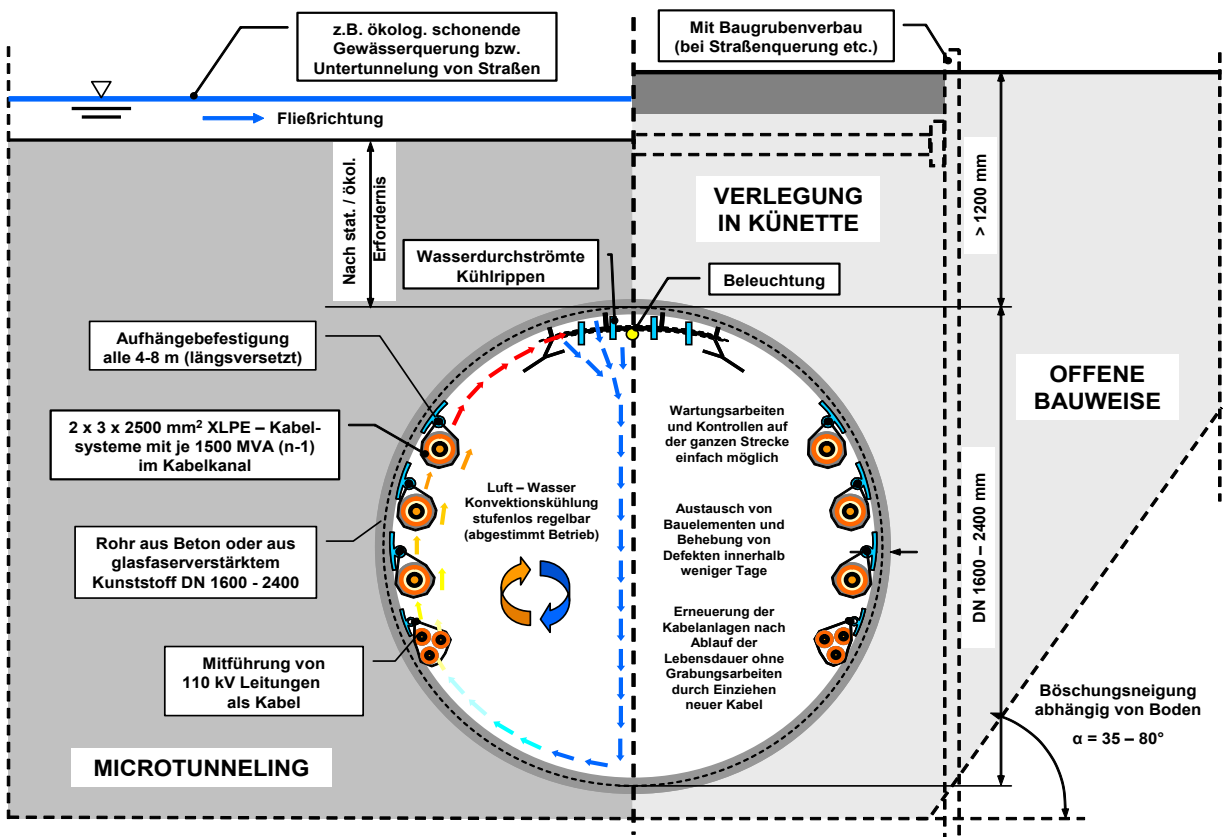 z.B. ökolog. schonende
Gewässerquerung bzw.
Untertunnelung von Straßen
Mit Baugrubenverbau
(bei Straßenquerung etc.)
Fließrichtung
Nach stat. / ökol.
Erfordernis
VERLEGUNG
IN KÜNETTE
> 1200 mm
Wasserdurchströmte
Kühlrippen
Beleuchtung
Aufhängebefestigung
alle 4-8 m (längsversetzt)
OFFENE
BAUWEISE
2 x 3 x 2500 mm² XLPE – Kabel-
systeme mit je 1500 MVA (n-1)
im Kabelkanal
Wartungsarbeiten
und Kontrollen auf
der ganzen Strecke
einfach möglich
Luft – Wasser
Konvektionskühlung
stufenlos regelbar
(abgestimmt Betrieb)
Austausch von
Bauelementen und
Behebung von
Defekten innerhalb
weniger Tage
Rohr aus Beton oder aus
glasfaserverstärktem
Kunststoff DN 1600 - 2400
DN 1600 – 2400 mm
Erneuerung der
Kabelanlagen nach
Ablauf der
Lebensdauer ohne
Grabungsarbeiten
durch Einziehen
neuer Kabel
Mitführung von
110 kV Leitungen
als Kabel
Böschungsneigung
abhängig von Boden
α = 35 – 80°
MICROTUNNELING